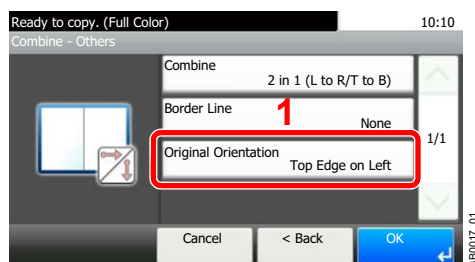 Ready to copy. (Full Color) 10:10
Combine - Others
Combine
2 in 1 (L to R/T to B)
Border Line
1
None
1/1
Original Orientation
Top Edge on Left
Cancel < Back OK